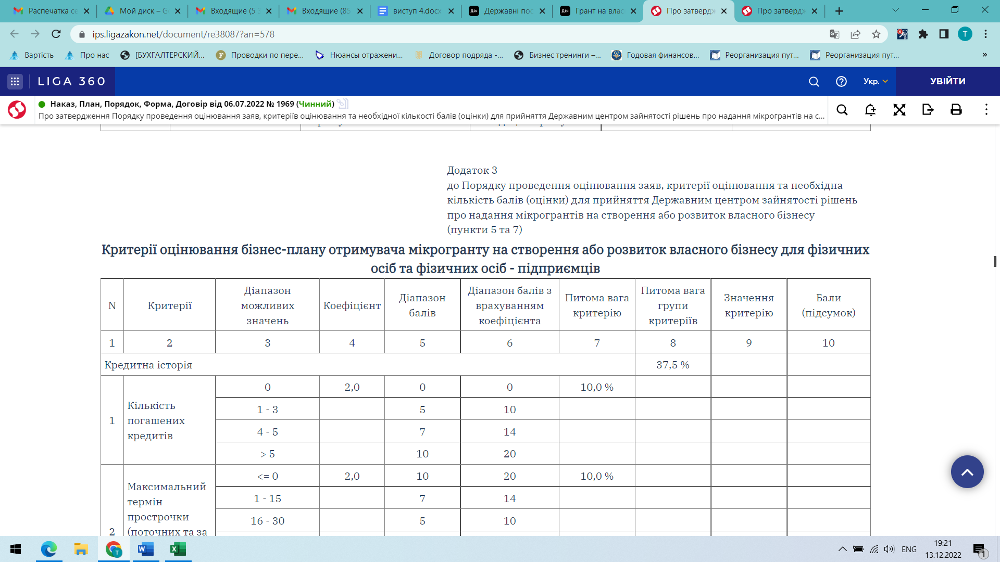 Распечатка се
Мой диск – G
Входящие (5
Входящие (85
виступ 4.docx
Державні пос
Грант на влас
Про затвердж
Про затвердж
ips.ligazakon.net/document/re38087?an=578
T
Вартість
Про нас
[БУХГАЛТЕРСКИЙ...
Проводки по пере...
Нюансы отражени...
Договор подряда -...
Бизнес тренинги –...
Годовая финансов...
Реорганизация пут...
Реорганизация пут...
»
LIGA 360
Укр.
УВІЙТИ
Наказ, План, Порядок, Форма, Договір від 06.07.2022 № 1969 (Чинний)
Про затвердження Порядку проведення оцінювання заяв, критеріїв оцінювання та необхідної кількості балів (оцінки) для прийняття Державним центром зайнятості рішень про надання мікрогрантів на с...
Додаток 3
до Порядку проведення оцінювання заяв, критерії оцінювання та необхідна
кількість балів (оцінки) для прийняття Державним центром зайнятості рішень
про надання мікрогрантів на створення або розвиток власного бізнесу
(пункти 5 та 7)
Критерії оцінювання бізнес-плану отримувача мікрогранту на створення або розвиток власного бізнесу для фізичних
осіб та фізичних осіб - підприємців
N
Критерії
Діапазон
можливих
значень
Коефіцієнт
Діапазон
балів
Діапазон балів з
врахуванням
коефіцієнта
Питома вага
критерію
Питома вага
групи
критеріїв
Значення
критерію
Бали
(підсумок)
1 2 3 4 5 6 7 8 9 10
Кредитна історія 37,5 %
1
Кількість
погашених
кредитів
0 2,0 0 0 10,0 %
1 - 3 5 10
4 - 5 7 14
> 5 10 20
2
Максимальний
термін
прострочки
(поточних та за
<= 0 2,0 10 20 10,0 %
1 - 15 7 14
16 - 30 5 10
ENG
19:21
13.12.2022
1